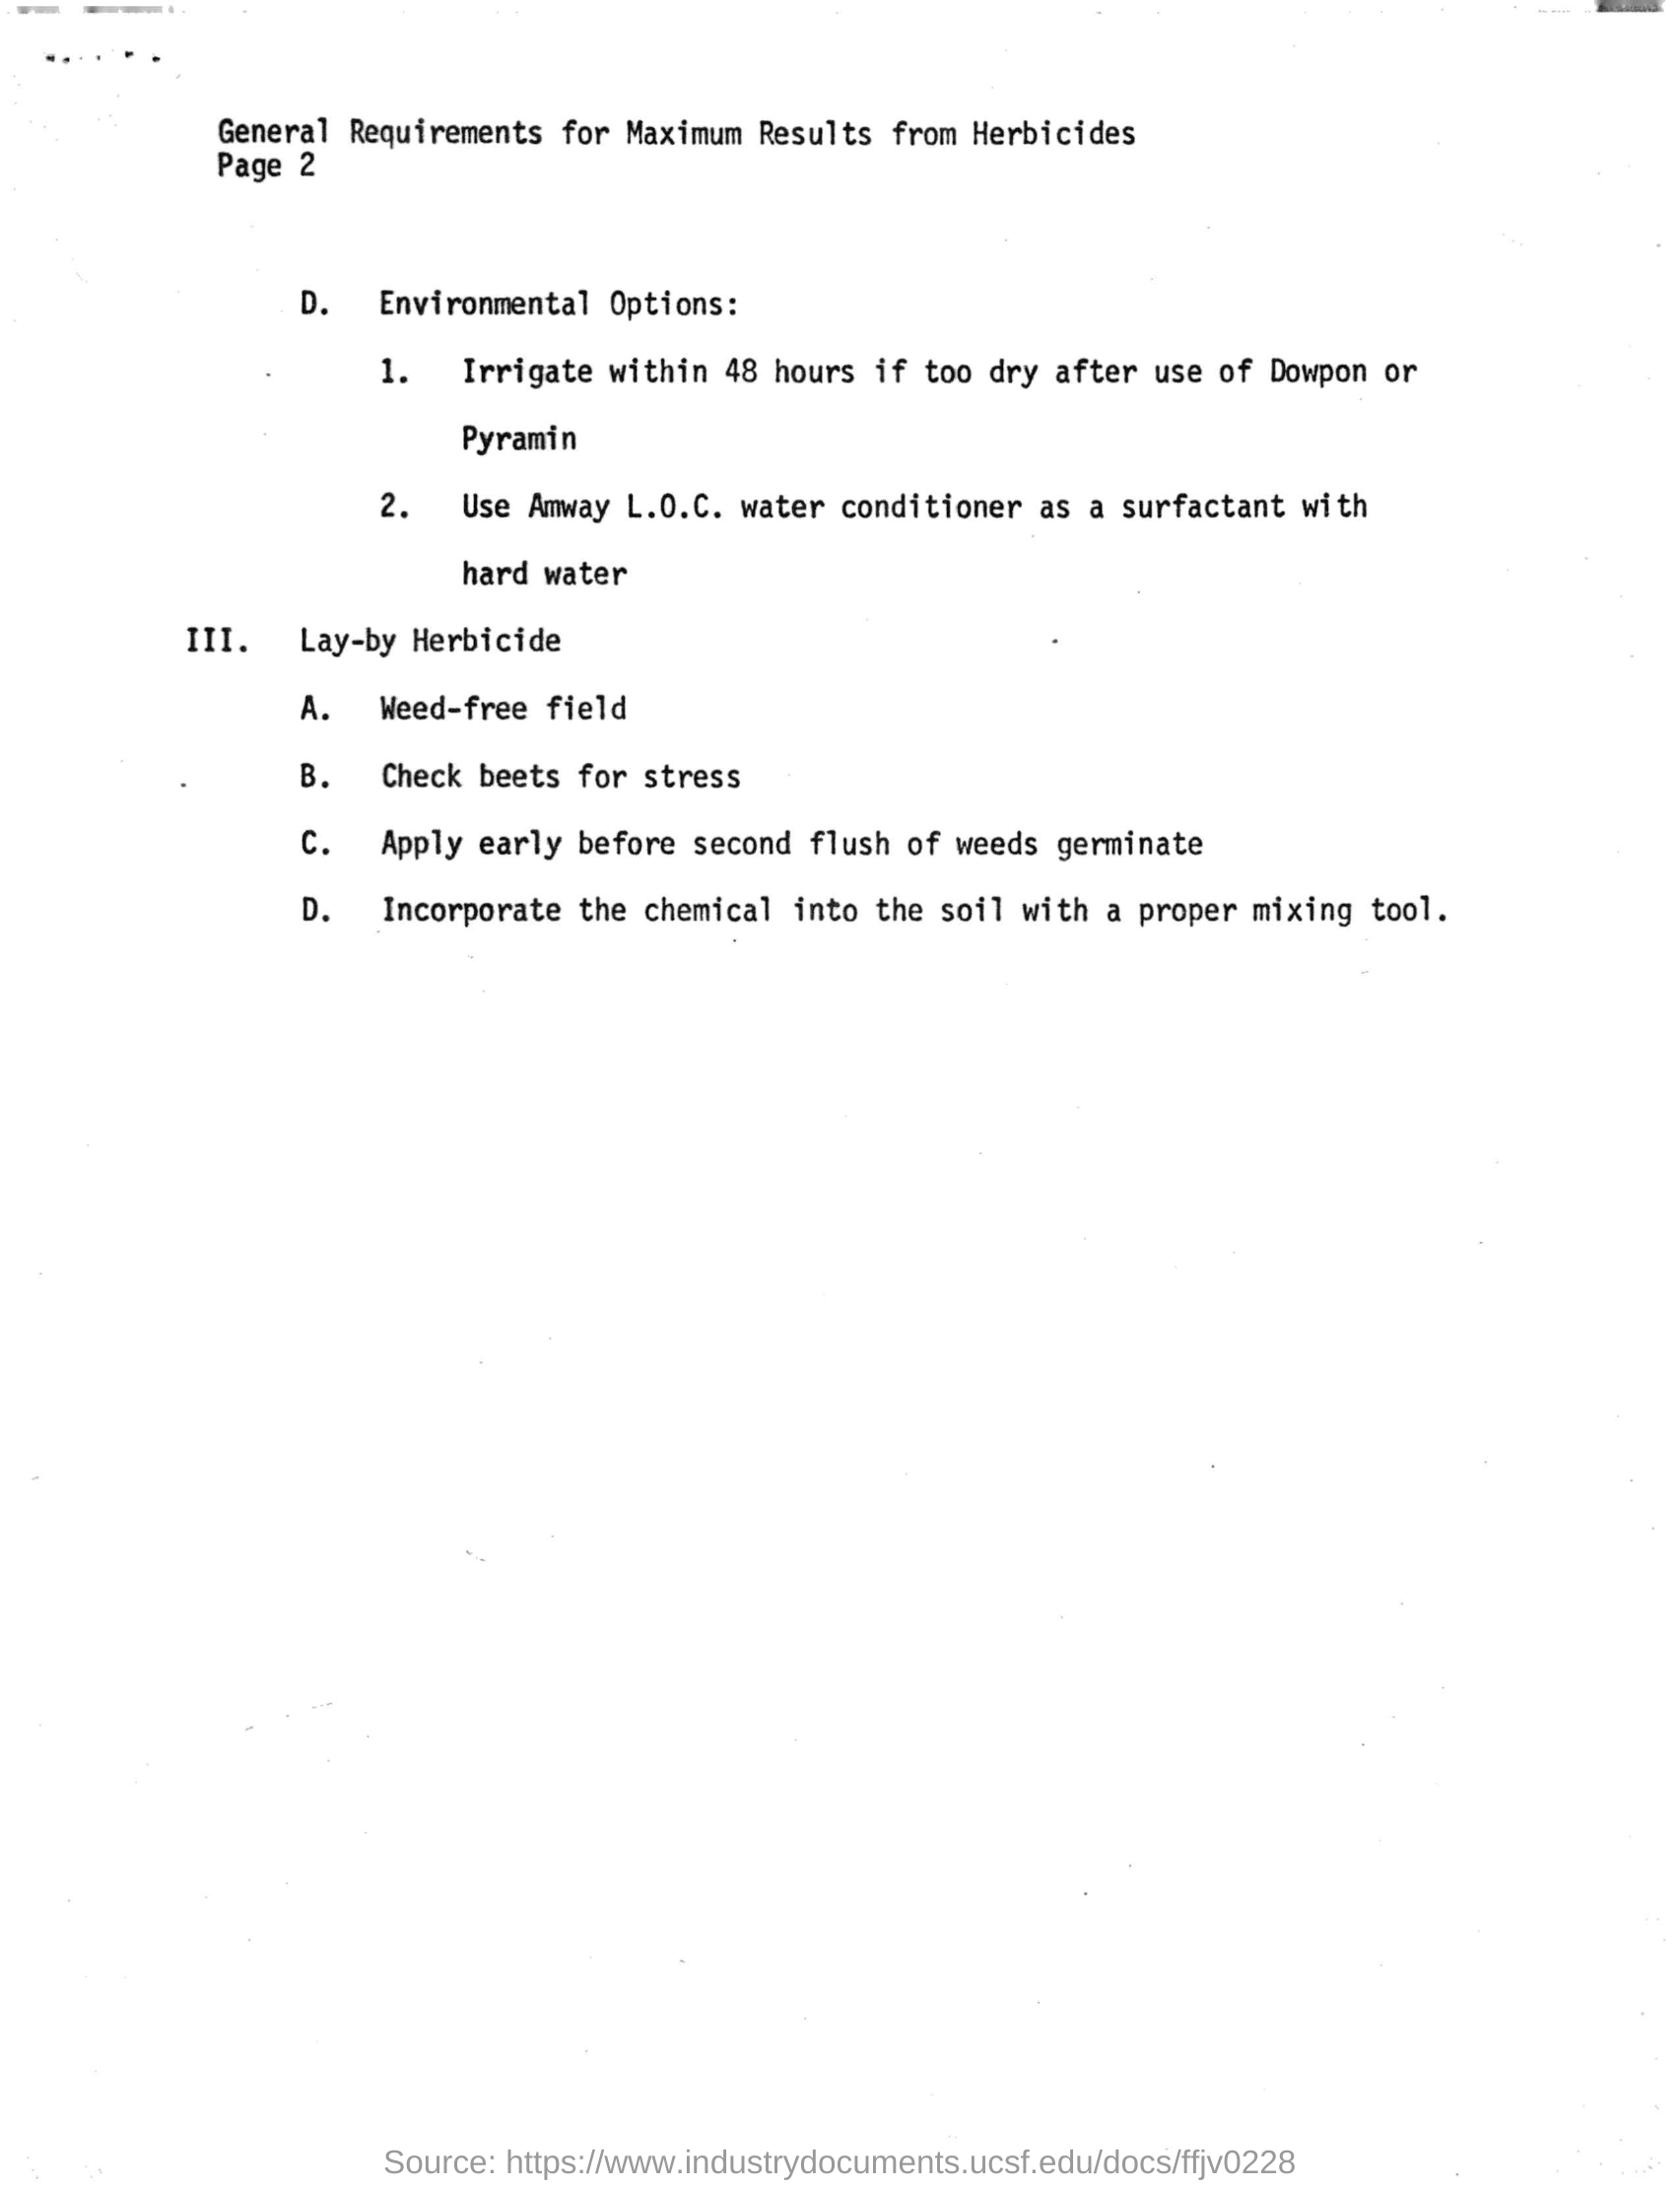 General Requirements for Maximum Results from Herbicides
Page 2
D. Environmental Options:
1. Irrigate within 48 hours if too dry after use of Dowpon or
Pyramin
2. Use Amway L.O.C. water conditioner as a surfactant with
hard water
III. Lay-by Herbicide
A. Weed-free field
B. Check beets for stress
C. Apply early before second flush of weeds germinate
D. Incorporate the chemical into the soil with a proper mixing tool.
Source: https://www.industrydocuments.ucsf.edu/docs/ffjv0228